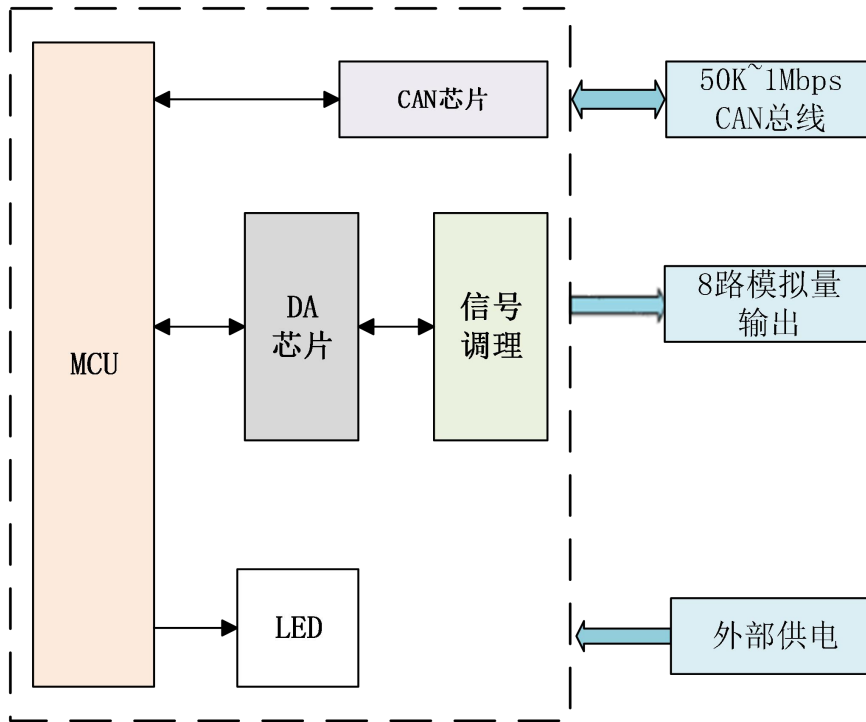 50K~1Mbps
CAN总线
CAN芯片
8路模拟量
输出
DA
芯片
信号
调理
MCU
LED
外部供电